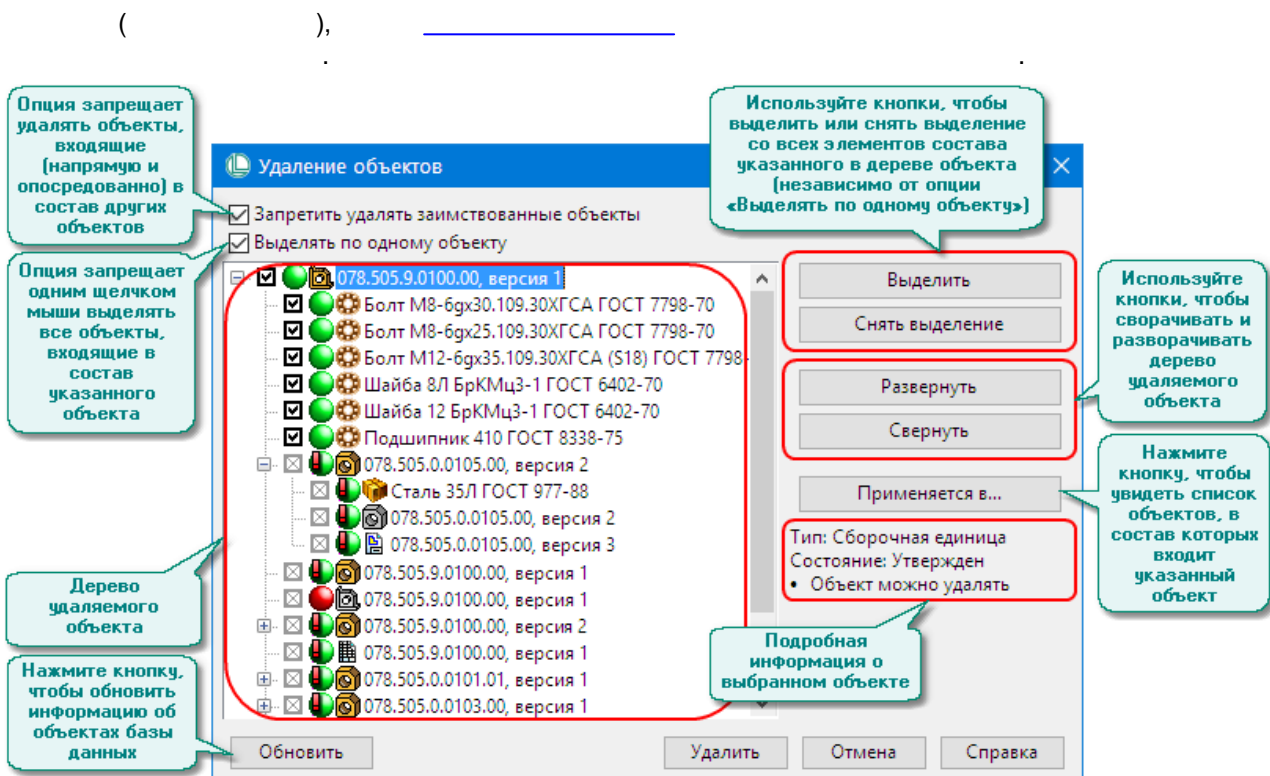 ( ),
. .
Опция запрещает
удалять объекты,
входящие
(напрямую и
опосредованно) в
состав других
объектов
Используйте кнопки, чтобы
выделить или снять выделение
со всех элементов состава
указанного в дереве объекта
(независимо от опции
«Выделять по одному объекту»)
Удаление объектов
Запретить удалять заимствованные объекты
Выделять по одному объекту
Опция запрещает
одним щелчком
мыши выделять
все объекты,
входящие в
состав
указанного
объекта
078.505.9.0100.00, версия 1
Болт М8-6gх30.109.30ХГСА ГОСТ 7798-70
Болт М8-6gх25.109.30ХГСА ГОСТ 7798-70
Болт М12-6gх35.109.30ХГСА (S18) ГОСТ 7798-
Шайба 8Л БрКМц3-1 ГОСТ 6402-70
Шайба 12 БрКМц3-1 ГОСТ 6402-70
Подшипник 410 ГОСТ 8338-75
078.505.0.0105.00, версия 2
Сталь 35Л ГОСТ 977-88
078.505.0.0105.00, версия 2
078.505.0.0105.00, версия 3
078.505.9.0100.00, версия 1
078.505.9.0100.00, версия 1
078.505.9.0100.00, версия 2
078.505.9.0100.00, версия 1
078.505.0.0101.01, версия 1
078.505.0.0103.00, версия 1
Выделить
Снять выделение
Развернуть
Свернуть
Применяется в...
Тип: Сборочная единица
Состояние: Утвержден
• Объект можно удалять
Используйте
кнопки, чтобы
сворачивать и
разворачивать
дерево
удаляемого
объекта
Нажмите
кнопку, чтобы
увидеть список
объектов, в
состав которых
входит
указанный
объект
Дерево
удаляемого
объекта
Подробная
информация о
выбранном объекте
Нажмите кнопку,
чтобы обновить
информацию об
объектах базы
данных
Обновить
Удалить
Отмена
Справка